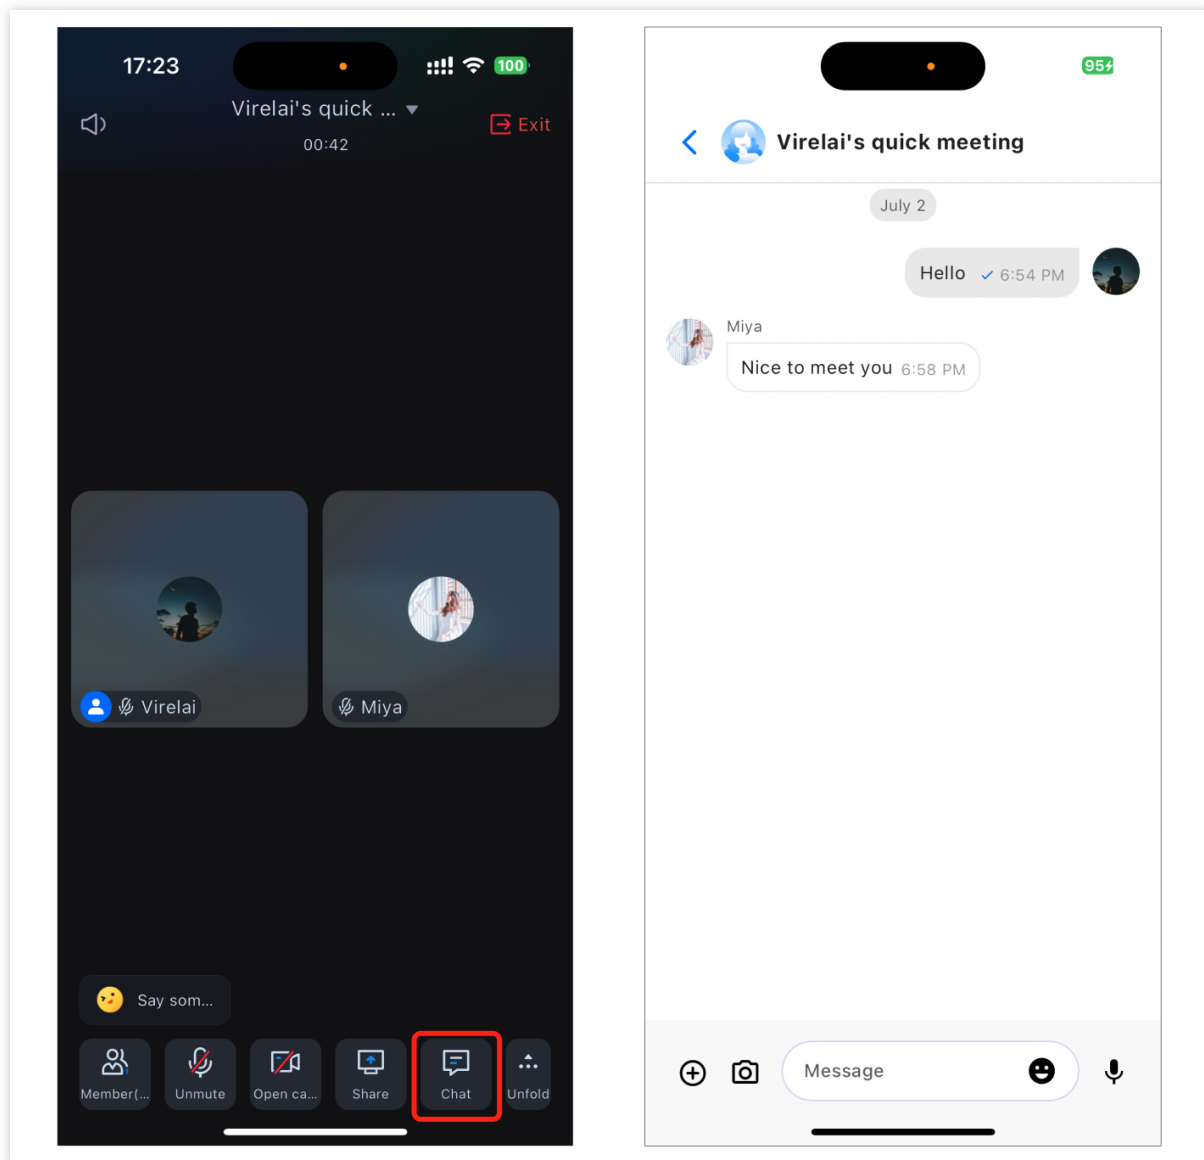 17:23
100
Virelai's quick ...
Exit
00:42
Virelai
Miya
Say som...
Member(...
Unmute
Open ca...
Share
Chat
Unfold
95
Virelai's quick meeting
July 2
Hello 6:54 PM
Miya
Nice to meet you 6:58 PM
Message